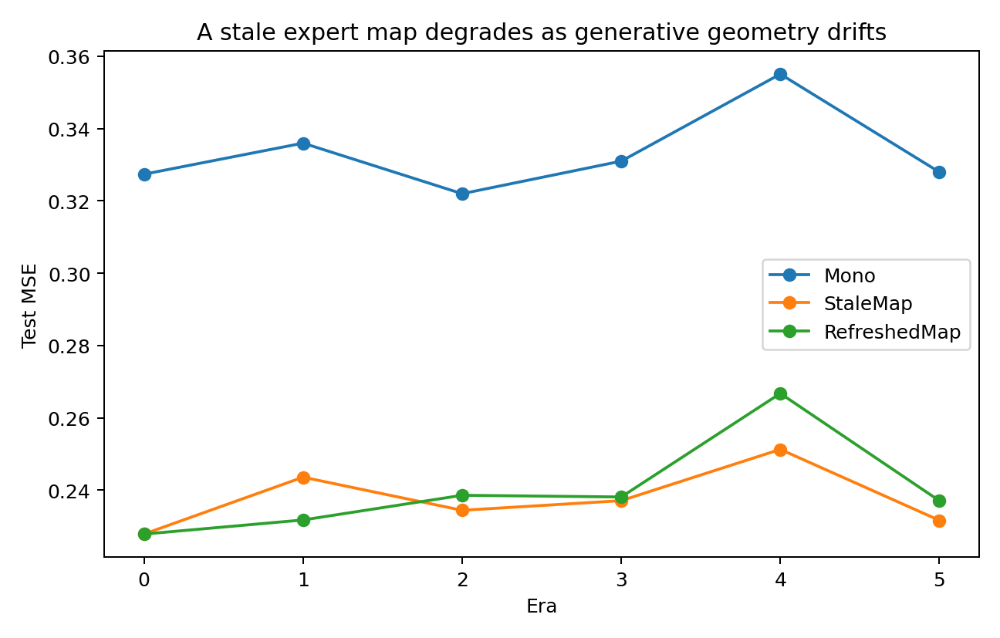 A stale expert map degrades as generative geometry drifts
0.36
0.34
0.32
0.30
0.28
0.26
0.24
Test MSE
Mono
StaleMap
RefreshedMap
0 1 2 3 4 5
Era